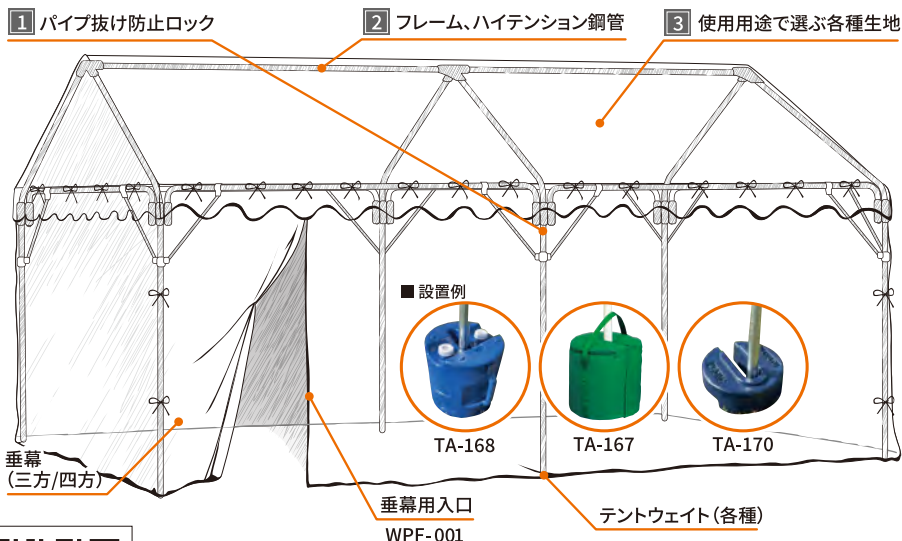 1 パイプ抜け防止ロック
2 フレーム、ハイテンション鋼管
3 使用用途で選ぶ各種生地
■ 設置例
TA-168
TA-167
TA-170
垂幕
(三方/四方)
垂幕用入口
WPF-001
テントウェイト(各種)